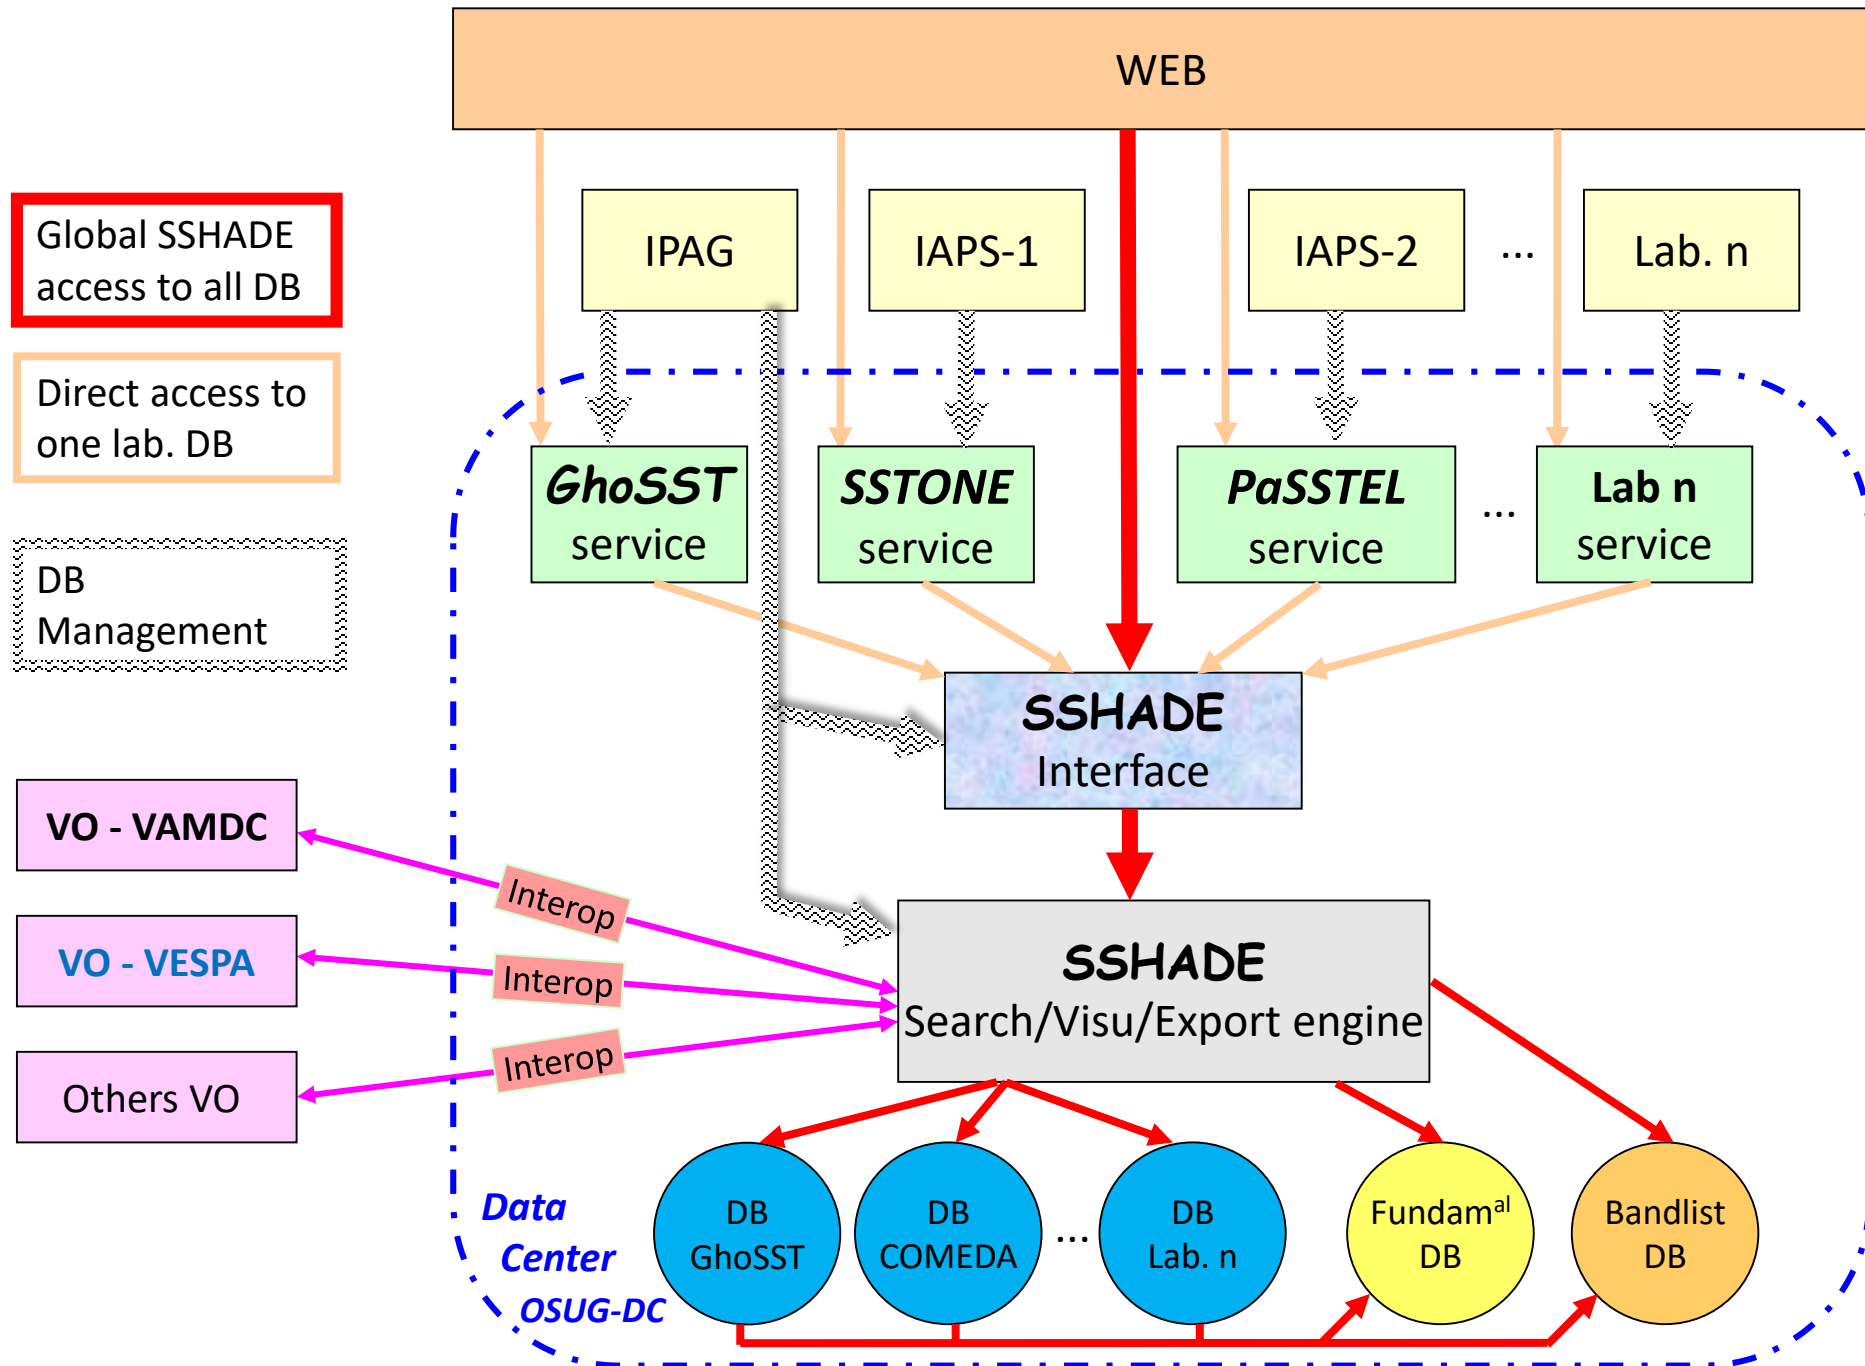 WEB
Global SSHADE
access to all DB
Direct access to
one lab. DB
DB
Management
IPAG
IAPS-1
IAPS-2
...
Lab. n
GhoSST
service
SSTONE
service
PaSSTEL
service
...
Lab n
service
SSHADE
Interface
VO - VAMDC
VO - VESPA
Others VO
Interop
Interop
Interop
SSHADE
Search/Visu/Export engine
Data
Center
OSUG-DC
DB
GhoSST
DB
COMEDA
...
DB
Lab. n
Fundamal
DB
Bandlist
DB